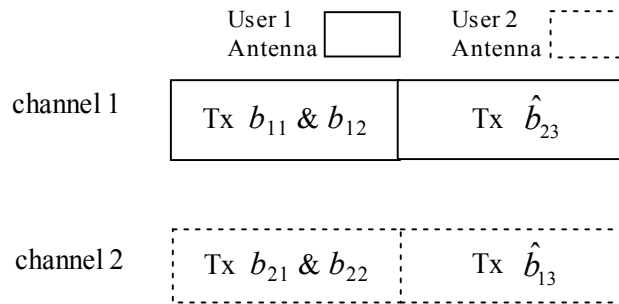 User 1 Antenna
User 2 Antenna
channel 1
Tx b₁₁ & b₁₂
Tx b̂₂₃
channel 2
Tx b₂₁ & b₂₂
Tx b̂₁₃